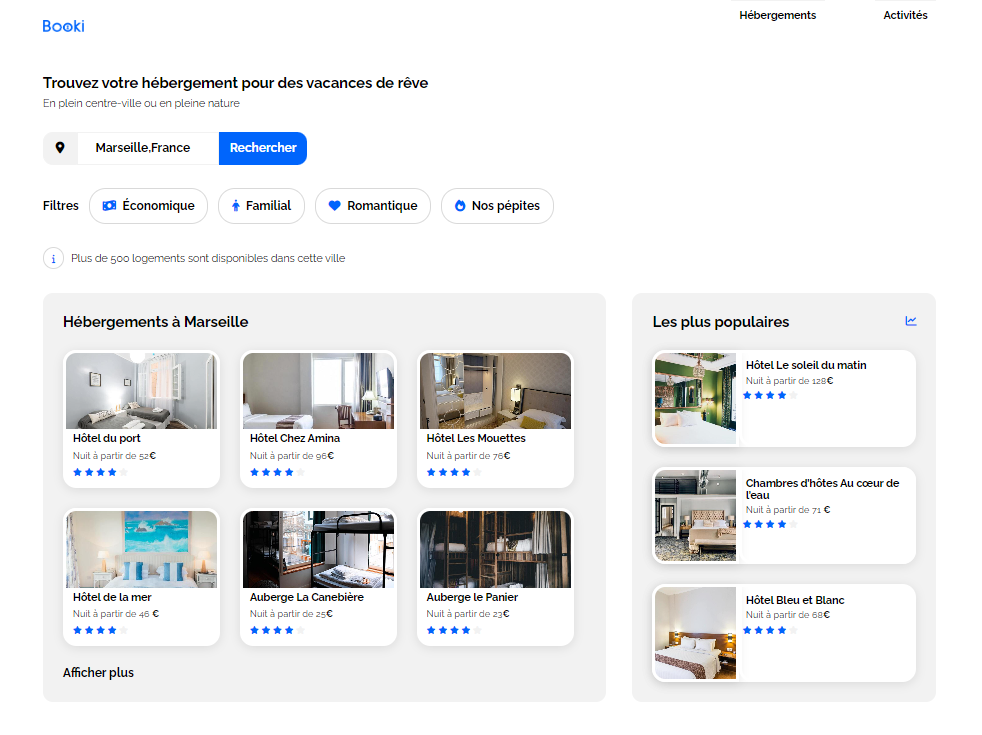 Booki
Hébergements
Activités
Trouvez votre hébergement pour des vacances de rêve
En plein centre-ville ou en pleine nature
Marseille,France
Rechercher
Filtres
Économique
Familial
Romantique
Nos pépites
i
Plus de 500 logements sont disponibles dans cette ville
Hébergements à Marseille
Hôtel du port
Nuit à partir de 52€
Hôtel Chez Amina
Nuit à partir de 96€
Hôtel Les Mouettes
Nuit à partir de 76€
Hôtel de la mer
Nuit à partir de 46 €
Auberge La Canebière
Nuit à partir de 25€
Auberge le Panier
Nuit à partir de 23€
Afficher plus
Les plus populaires
Hôtel Le soleil du matin
Nuit à partir de 128€
Chambres d'hôtes Au cœur de
l'eau
Nuit à partir de 71 €
Hôtel Bleu et Blanc
Nuit à partir de 68€